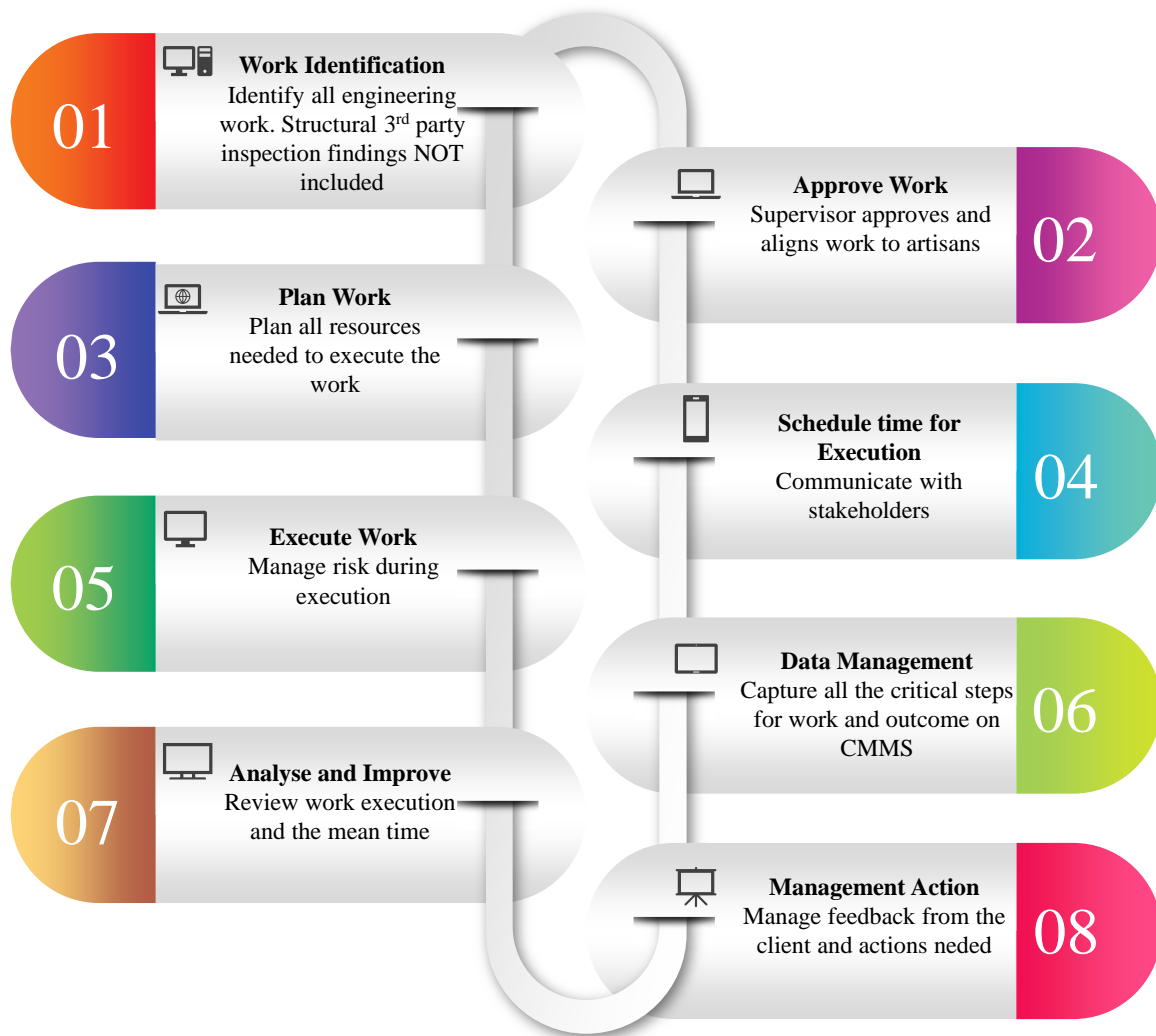 01
Work Identification
Identify all engineering
work. Structural 3rd party
inspection findings NOT
included
Approve Work
Supervisor approves and
aligns work to artisans
02
03
Plan Work
Plan all resources
needed to execute the
work
Schedule time for
Execution
Communicate with
stakeholders
04
05
Execute Work
Manage risk during
execution
Data Management
Capture all the critical steps
for work and outcome on
CMMS
06
07
Analyse and Improve
Review work execution
and the mean time
Management Action
Manage feedback from the
client and actions neded
08